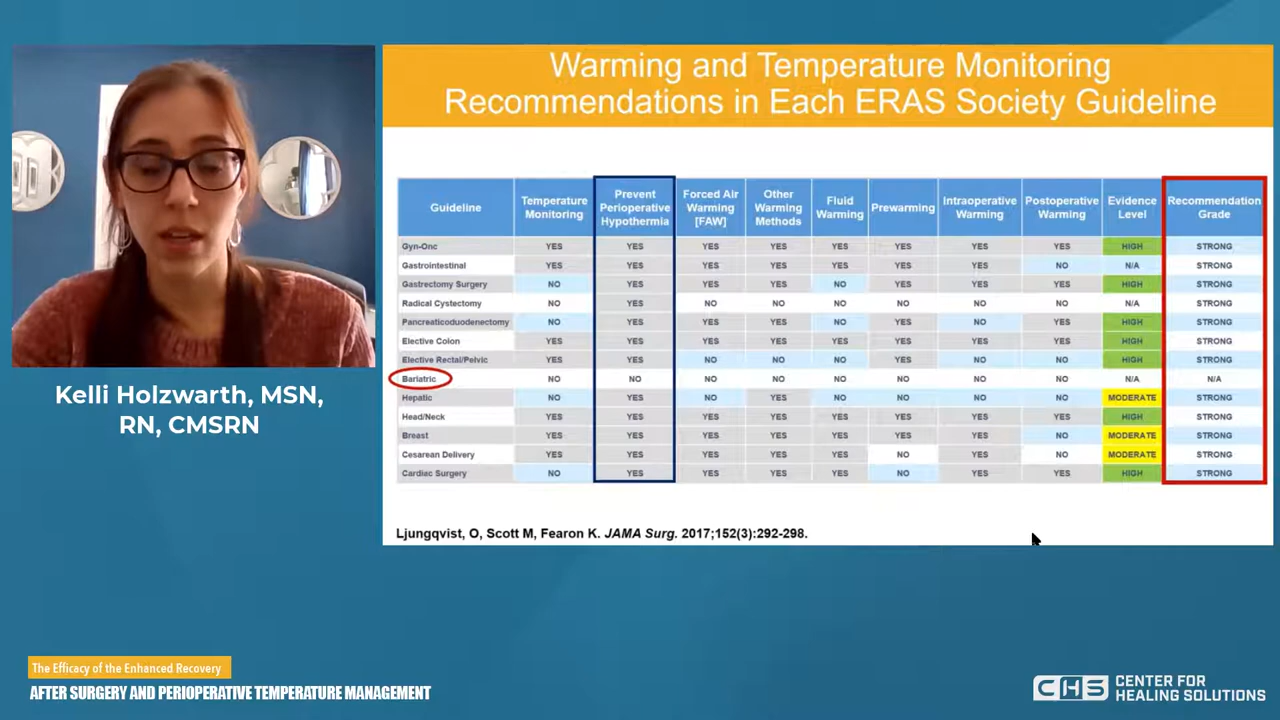 Warming and Temperature Monitoring
Recommendations in Each ERAS Society Guideline
Guideline Temperature Monitoring Prevent Perioperative Hypothermia Forced Air Warming [FAW] Other Warming Methods Fluid Warming Prewarming Intraoperative Warming Postoperative Warming Evidence Level Recommendation Grade
Gyn-Onc YES YES YES YES YES YES YES YES HIGH STRONG
Gastrointestinal YES YES YES YES YES YES YES NO N/A STRONG
Gastrectomy Surgery NO YES YES YES NO YES YES YES HIGH STRONG
Radical Cystectomy NO YES NO NO NO NO NO NO N/A STRONG
Pancreaticoduodenectomy NO YES YES YES NO YES NO YES HIGH STRONG
Elective Colon YES YES YES YES YES YES YES YES HIGH STRONG
Elective Rectal/Pelvic YES YES NO NO NO YES NO NO HIGH STRONG
Bariatric NO NO NO NO NO NO NO NO N/A N/A
Hepatic NO YES NO YES NO NO NO NO MODERATE STRONG
Head/Neck YES YES YES YES YES YES YES YES HIGH STRONG
Breast YES YES YES YES YES YES YES NO MODERATE STRONG
Cesarean Delivery YES YES YES YES YES NO YES NO MODERATE STRONG
Cardiac Surgery NO YES YES YES YES NO YES YES HIGH STRONG
Ljungqvist, O, Scott M, Fearon K. JAMA Surg. 2017;152(3):292-298.
Kelli Holzwarth, MSN,
RN, CMSRN
The Efficacy of the Enhanced Recovery
AFTER SURGERY AND PERIOPERATIVE TEMPERATURE MANAGEMENT
CHS CENTER FOR
HEALING SOLUTIONS